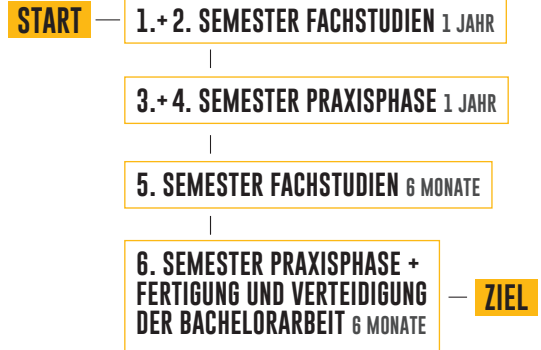 START
1.+2. SEMESTER FACHSTUDIEN 1 JAHR
3.+4. SEMESTER PRAXISPHASE 1 JAHR
5. SEMESTER FACHSTUDIEN 6 MONATE
6. SEMESTER PRAXISPHASE +
FERTIGUNG UND VERTEIDIGUNG
DER BACHELORARBEIT 6 MONATE
ZIEL